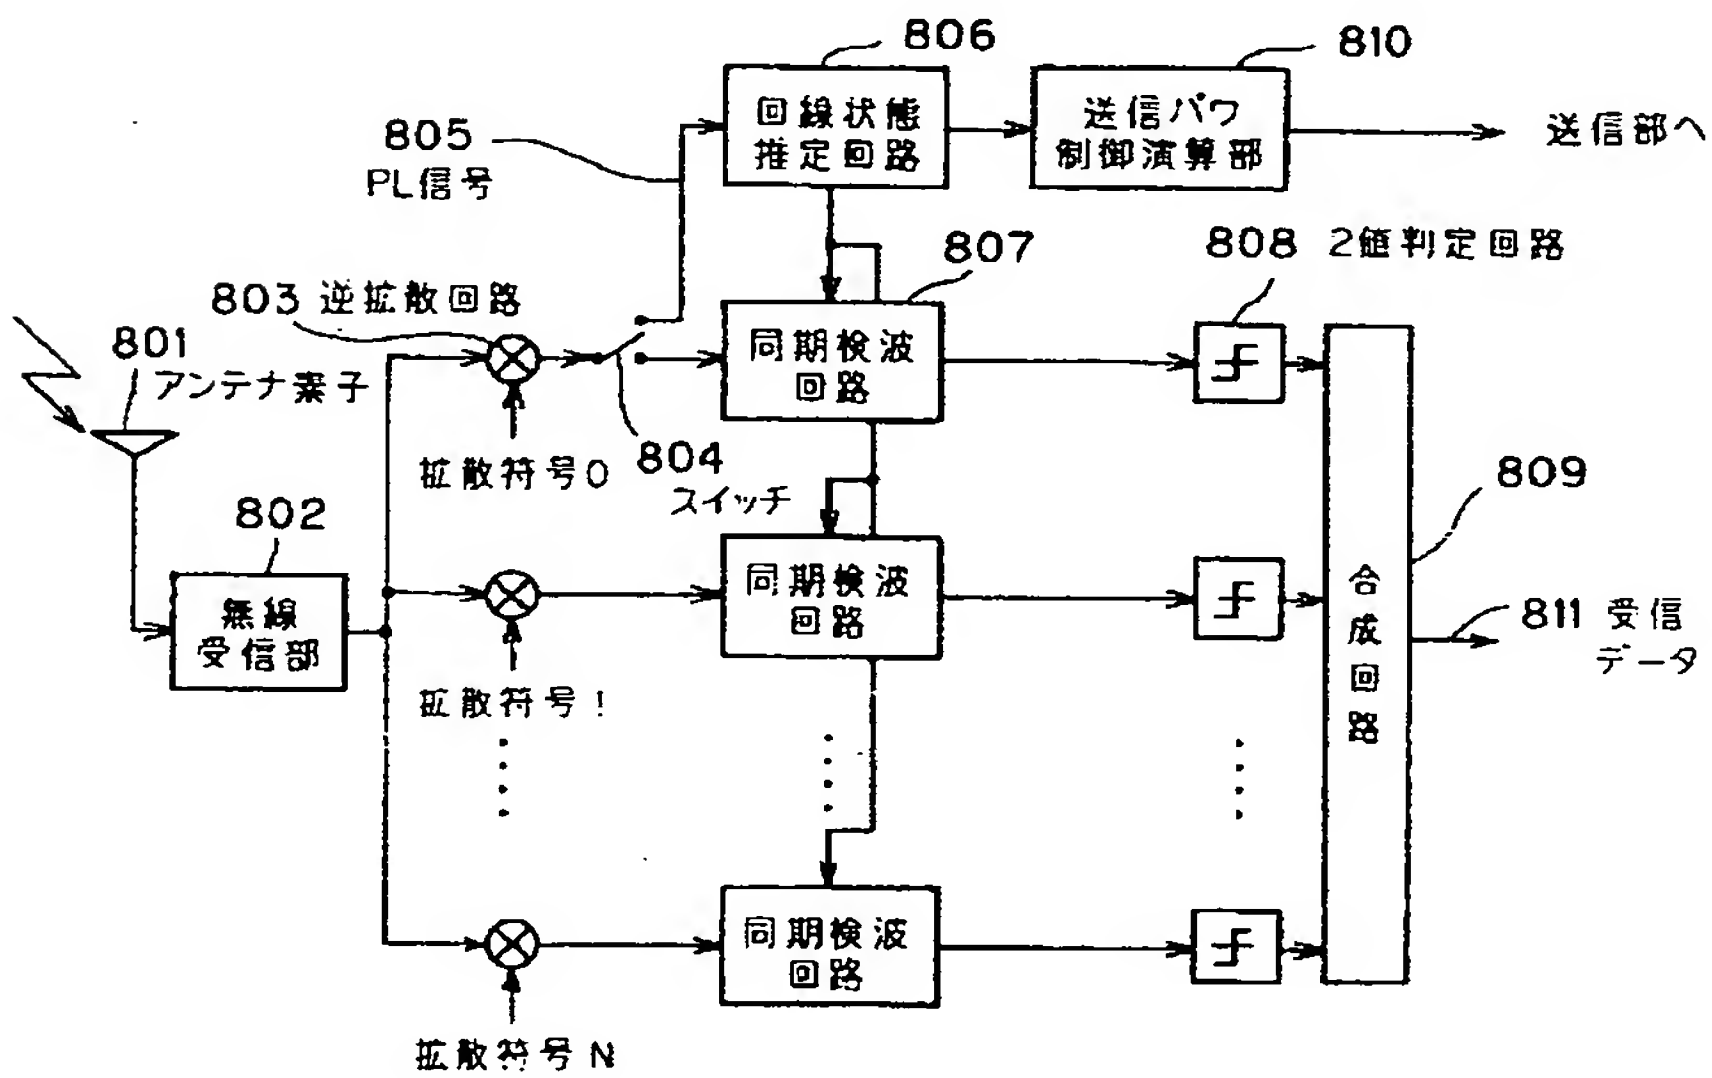 806
810
回線状態
推定回路
送信パワ
制御演算部
送信部へ
805
PL信号
807
808 2値判定回路
803 逆拡散回路
801
アンテナ素子
同期検波
回路
拡散符号0
804
スイッチ
809
802
無線
受信部
同期検波
回路
合成回路
811 受信
データ
拡散符号1
同期検波
回路
拡散符号N